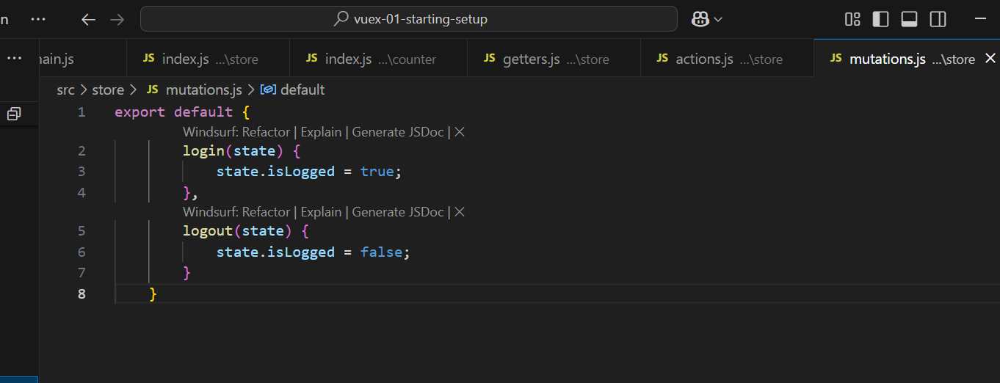 n ··· vuex-01-starting-setup
··· ain.js JS index.js ...\store JS index.js ...\counter JS getters.js ...\store JS actions.js ...\store JS mutations.js ...\store
src > store > JS mutations.js > default
1 export default {
Windsurf: Refactor | Explain | Generate JSDoc | ×
2 login(state) {
3 state.isLogged = true;
4 },
Windsurf: Refactor | Explain | Generate JSDoc | ×
5 logout(state) {
6 state.isLogged = false;
7 }
8 }